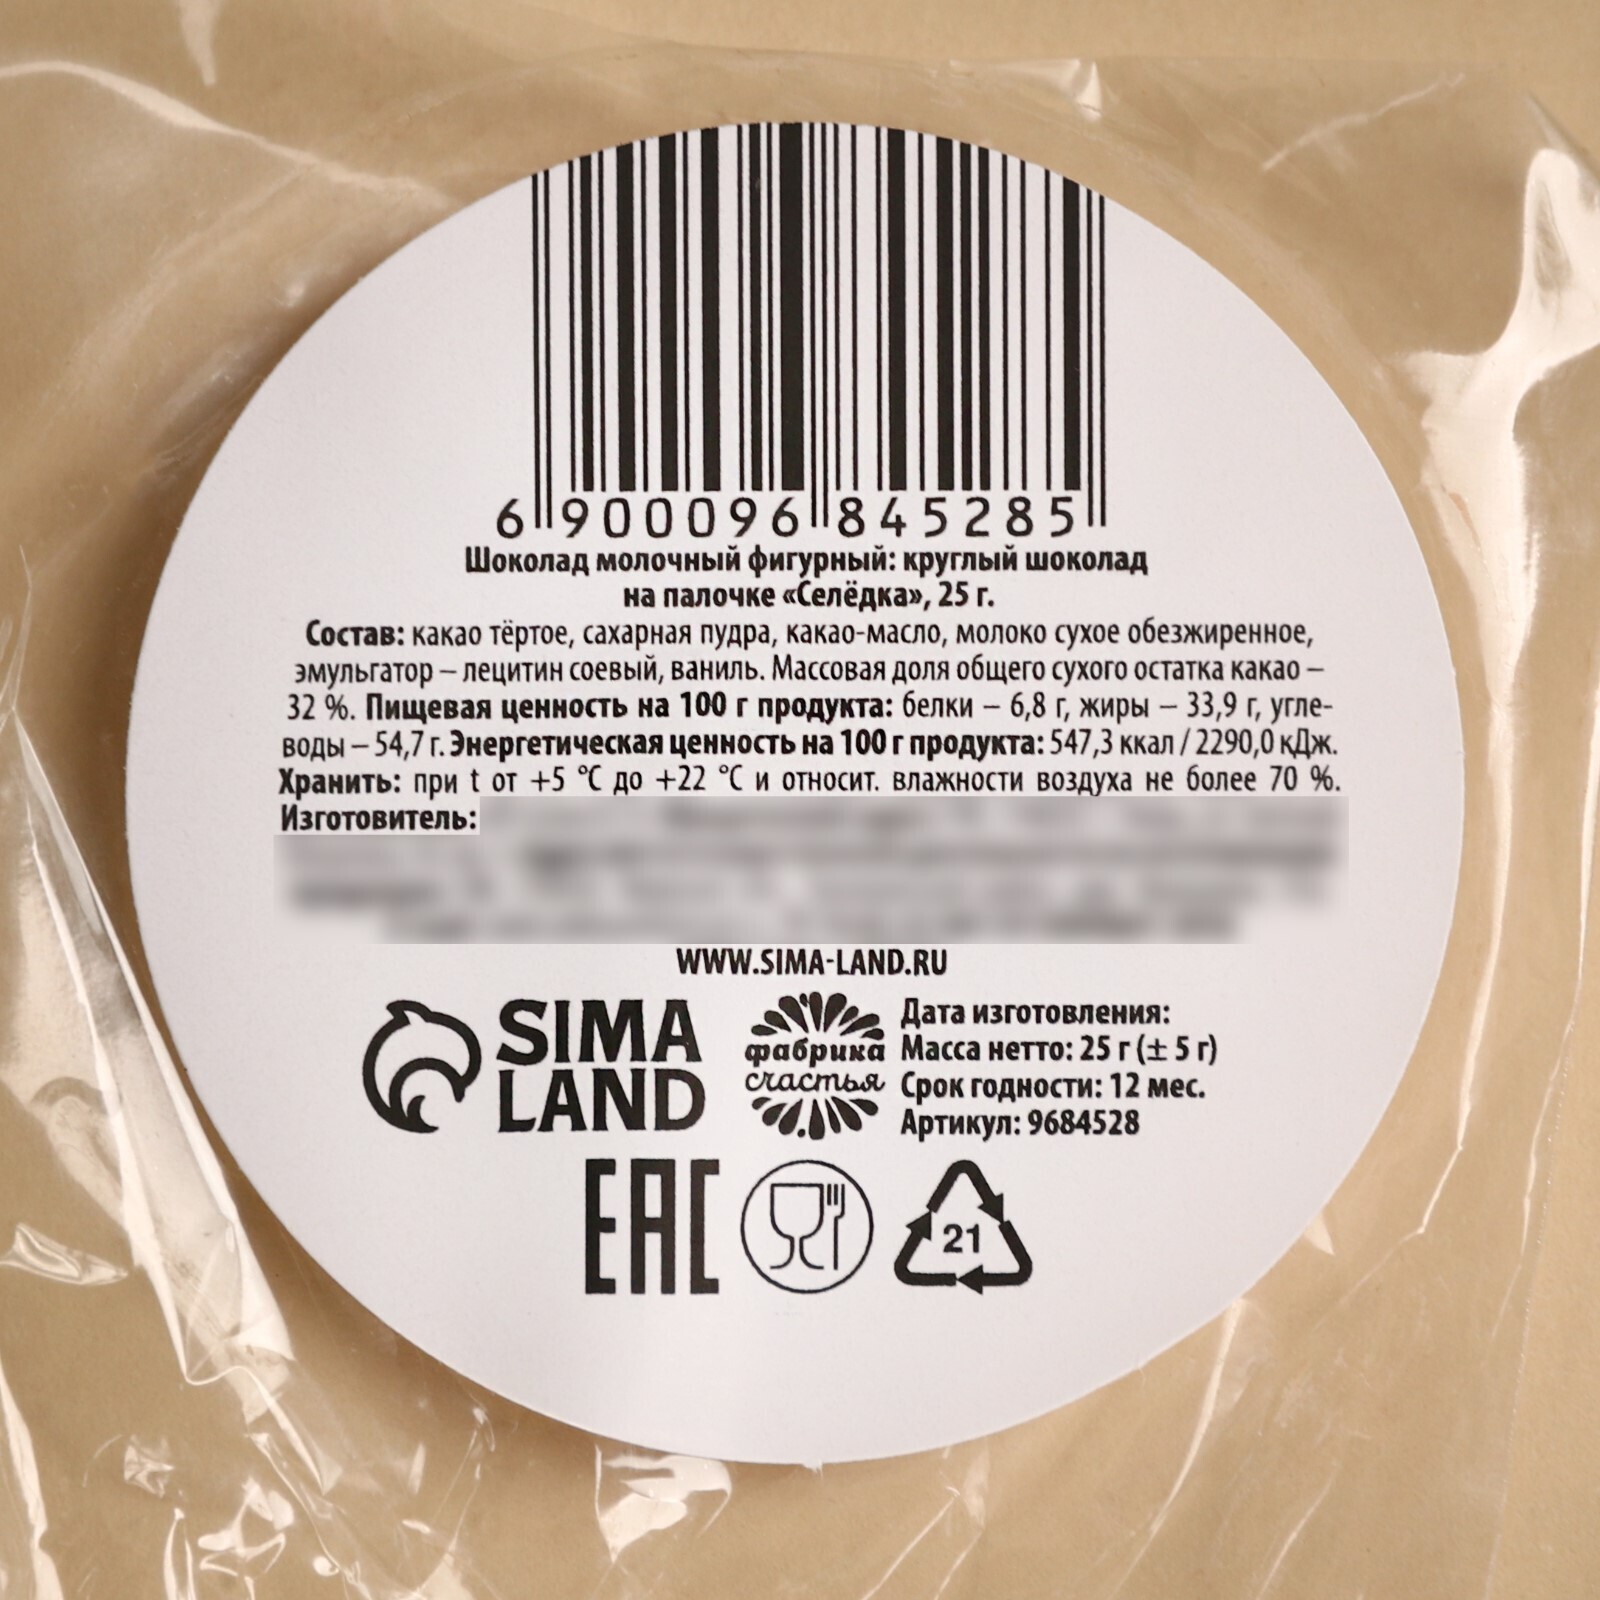 6 900096 845285
Шоколад молочный фигурный: круглый шоколад
на палочке «Селёдка», 25 г.
Состав: какао тёртое, сахарная пудра, какао-масло, молоко сухое обезжиренное,
эмульгатор – лецитин соевый, ваниль. Массовая доля общего сухого остатка какао –
32 %. Пищевая ценность на 100 г продукта: белки – 6,8 г, жиры – 33,9 г, угле-
воды – 54,7 г. Энергетическая ценность на 100 г продукта: 547,3 ккал / 2290,0 кДж.
Хранить: при t от +5 °С до +22 °С и относит. влажности воздуха не более 70 %.
Изготовитель:
WWW.SIMA-LAND.RU
SIMA
LAND
фабрика
счастья
Дата изготовления:
Масса нетто: 25 г (± 5 г)
Срок годности: 12 мес.
Артикул: 9684528
EAC
21